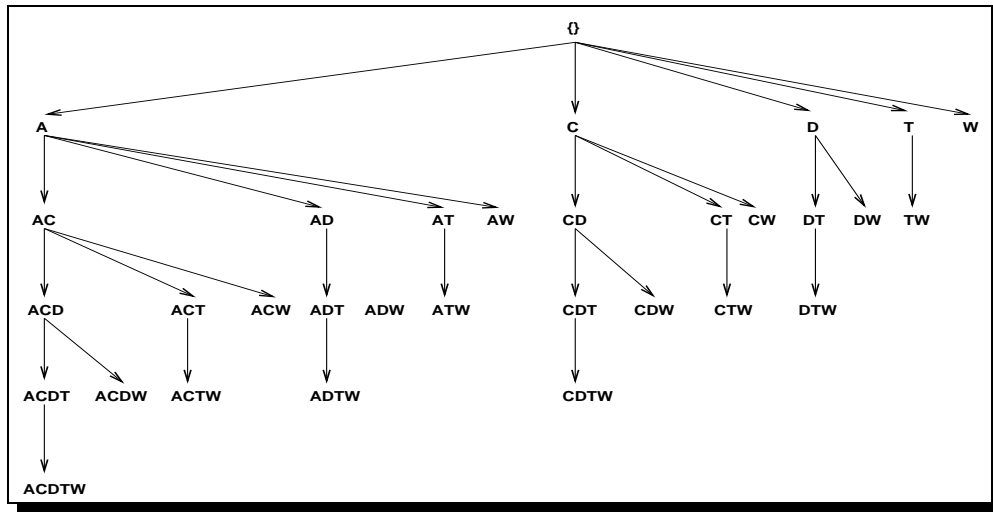 {}
A C D T W
AC AD AT AW CD CT CW DT DW TW
ACD ACT ACW ADT ADW ATW CDT CDW CTW DTW
ACDT ACDW ACTW ADTW CDTW
ACDTW